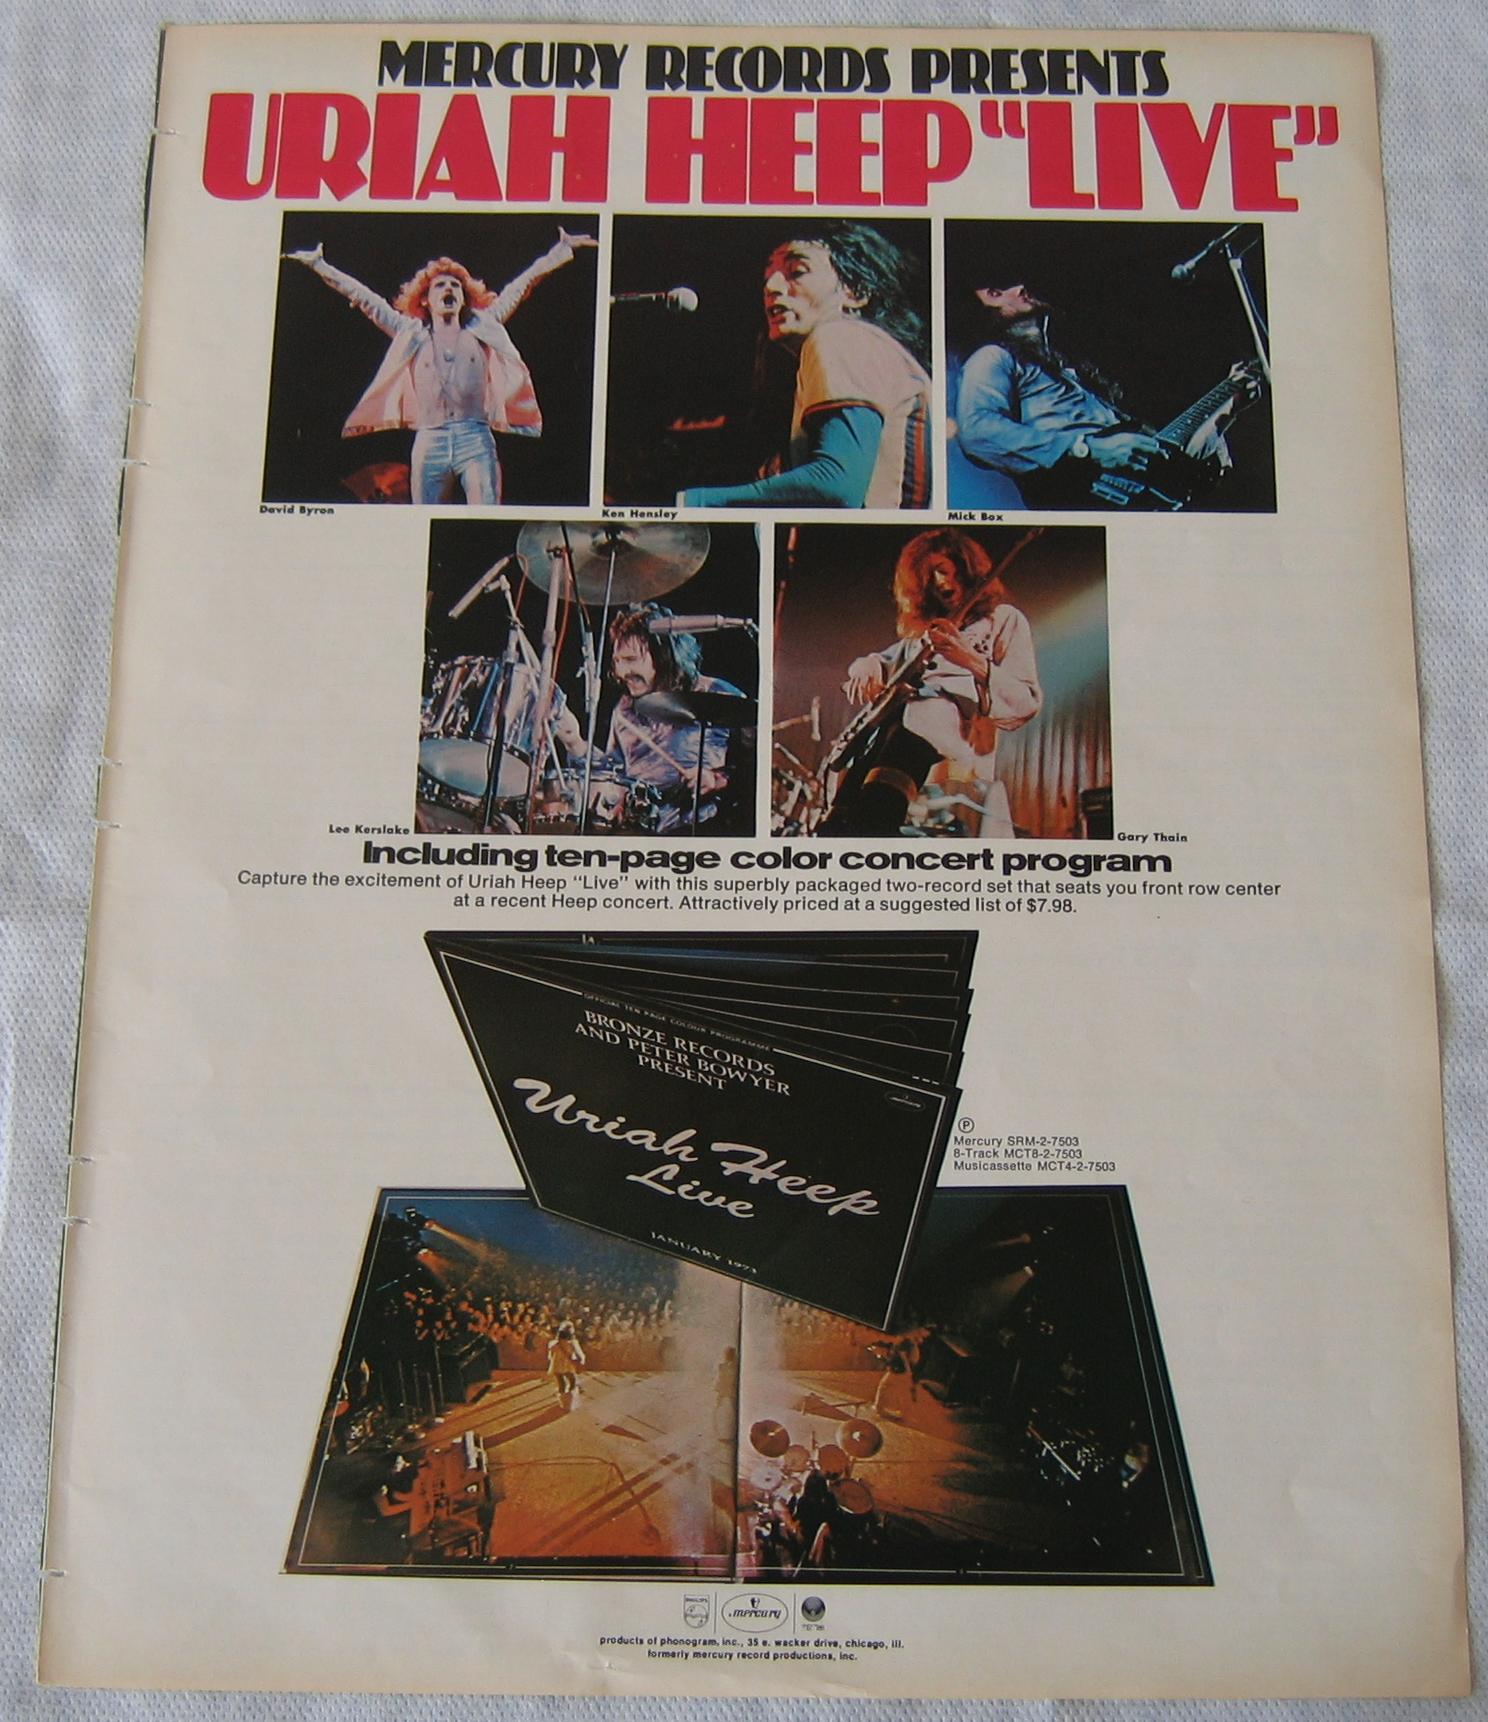 MERCURY RECORDS PRESENTS
URIAH HEEP "LIVE"
David Byron
Ken Hensley
Mick Box
Lee Kerslake
Gary Thain
Including ten-page color concert program
Capture the excitement of Uriah Heep "Live" with this superbly packaged two-record set that seats you front row center
at a recent Heep concert. Attractively priced at a suggested list of $7.98.
OFFICIAL TEN PAGE COLOUR PROGRAMME
BRONZE RECORDS
AND PETER BOWYER
PRESENT
mercury
Uriah Heep
Live
JANUARY 1973
Ⓟ
Mercury SRM-2-7503
8-Track MCT8-2-7503
Musicassette MCT4-2-7503
PHILIPS
mercury
products of phonogram, inc., 35 e. wacker drive, chicago, ill.
formerly mercury record productions, inc.